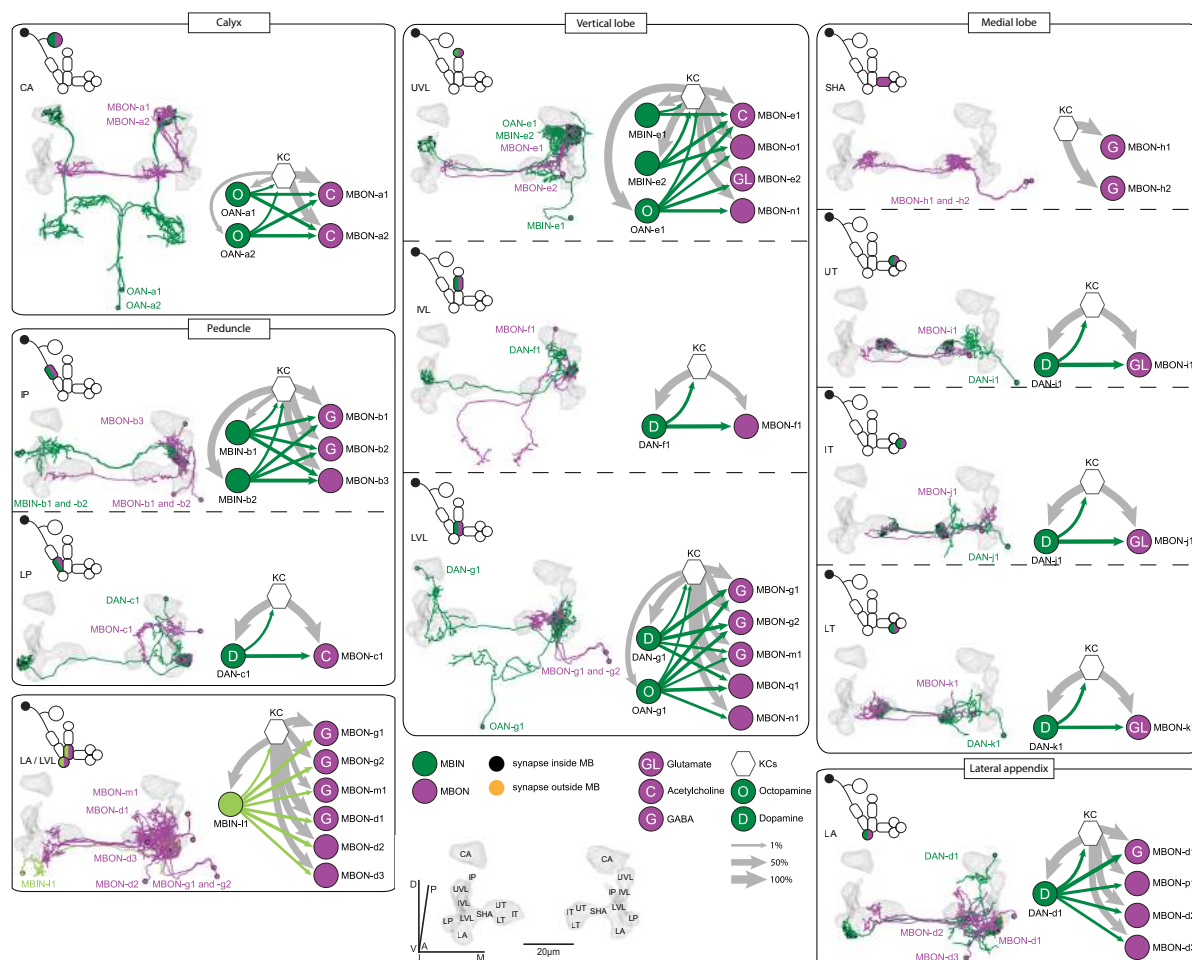 Calyx
CA
MBON-a1
MBON-a2
KC
O
OAN-a1
C
MBON-a1
O
OAN-a2
C
MBON-a2
OAN-a1
OAN-a2
Peduncle
IP
MBON-b3
MBIN-b1 and -b2
MBON-b1 and -b2
KC
MBIN-b1
MBIN-b2
G
MBON-b1
G
MBON-b2
MBON-b3
LP
DAN-c1
MBON-c1
KC
D
DAN-c1
C
MBON-c1
LA / LVL
MBON-m1
MBON-d1
MBON-d3
MBIN-l1
MBON-d2
MBON-g1 and -g2
KC
MBIN-l1
G
MBON-g1
G
MBON-g2
G
MBON-m1
G
MBON-d1
MBON-d2
MBON-d3
Vertical lobe
UVL
OAN-e1
MBIN-e2
MBON-e1
MBON-e2
MBIN-e1
KC
MBIN-e1
MBIN-e2
O
OAN-e1
C
MBON-e1
MBON-o1
GL
MBON-e2
MBON-n1
IVL
MBON-f1
DAN-f1
KC
D
DAN-f1
MBON-f1
LVL
DAN-g1
MBON-g1 and -g2
OAN-g1
KC
D
DAN-g1
O
OAN-g1
G
MBON-g1
G
MBON-g2
G
MBON-m1
MBON-q1
MBON-n1
MBIN
MBON
synapse inside MB
synapse outside MB
GL
Glutamate
C
Acetylcholine
G
GABA
KCs
O
Octopamine
D
Dopamine
1%
50%
100%
CA
IP
UVL
IVL
LVL
UT
SHA
IT
LP
LT
LA
CA
UVL
IP
IVL
UT
LVL
IT
SHA
LP
LT
LA
D
P
V
A
L
M
20µm
Medial lobe
SHA
MBON-h1 and -h2
KC
G
MBON-h1
G
MBON-h2
UT
MBON-i1
DAN-i1
KC
D
DAN-i1
GL
MBON-i1
IT
MBON-j1
DAN-j1
KC
D
DAN-j1
GL
MBON-j1
LT
MBON-k1
DAN-k1
KC
D
DAN-k1
GL
MBON-k
Lateral appendix
LA
DAN-d1
MBON-d2
MBON-d1
MBON-d3
KC
D
DAN-d1
G
MBON-d1
MBON-p1
MBON-d2
MBON-d3